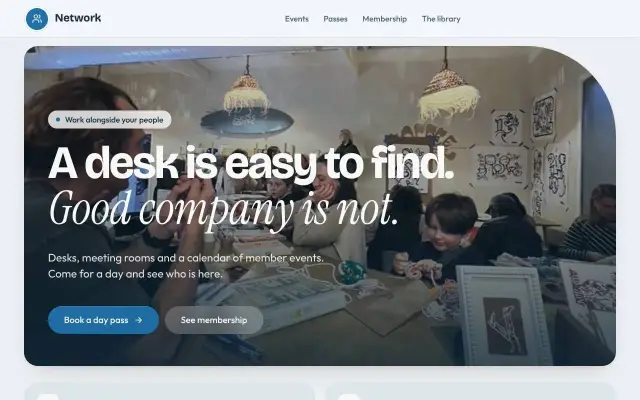 Network
Events
Passes
Membership
The library
Work alongside your people
A desk is easy to find.
Good company is not.
Desks, meeting rooms and a calendar of member events.
Come for a day and see who is here.
Book a day pass →
See membership